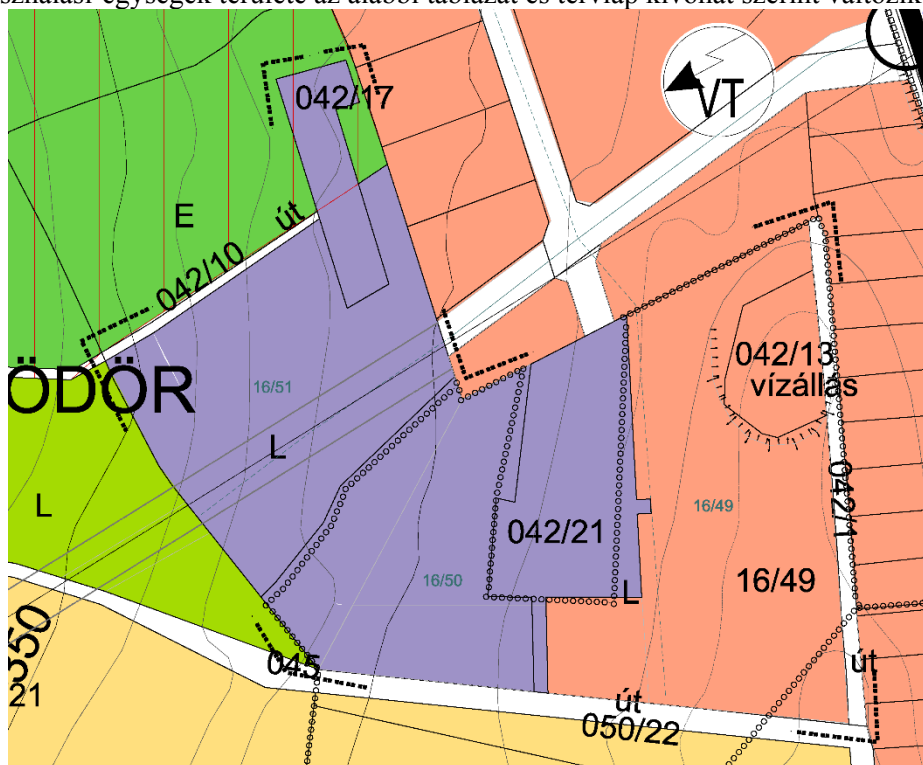 használási egységek területe az alábbi táblázat és tervlap kivonat szerint változik
042/17
VT
E
út
042/10
042/13
vízállás
ÖDÖR
16/51
L
L
042/1
16/49
042/21
16/50
L
16/49
350
21
045
út
út
050/22